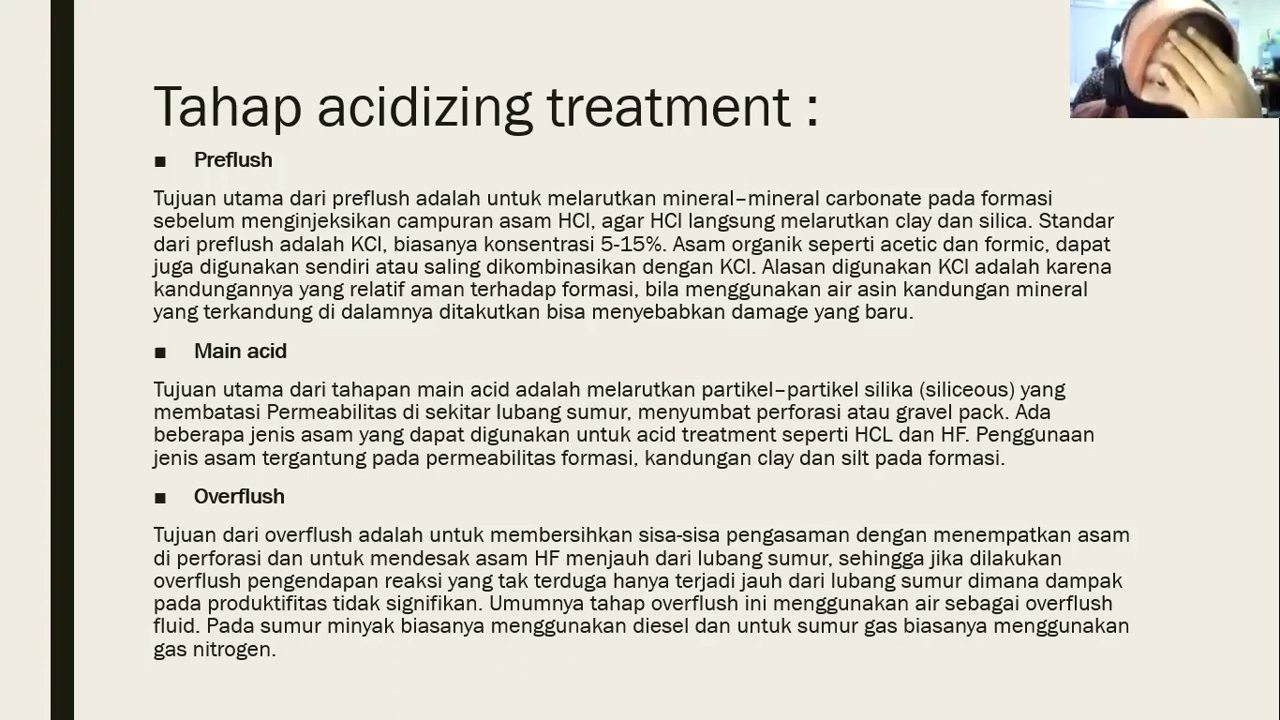 Tahap acidizing treatment :
■ Preflush
Tujuan utama dari preflush adalah untuk melarutkan mineral–mineral carbonate pada formasi
sebelum menginjeksikan campuran asam HCl, agar HCl langsung melarutkan clay dan silica. Standar
dari preflush adalah KCl, biasanya konsentrasi 5-15%. Asam organik seperti acetic dan formic, dapat
juga digunakan sendiri atau saling dikombinasikan dengan KCl. Alasan digunakan KCl adalah karena
kandungannya yang relatif aman terhadap formasi, bila menggunakan air asin kandungan mineral
yang terkandung di dalamnya ditakutkan bisa menyebabkan damage yang baru.
■ Main acid
Tujuan utama dari tahapan main acid adalah melarutkan partikel–partikel silika (siliceous) yang
membatasi Permeabilitas di sekitar lubang sumur, menyumbat perforasi atau gravel pack. Ada
beberapa jenis asam yang dapat digunakan untuk acid treatment seperti HCL dan HF. Penggunaan
jenis asam tergantung pada permeabilitas formasi, kandungan clay dan silt pada formasi.
■ Overflush
Tujuan dari overflush adalah untuk membersihkan sisa-sisa pengasaman dengan menempatkan asam
di perforasi dan untuk mendesak asam HF menjauh dari lubang sumur, sehingga jika dilakukan
overflush pengendapan reaksi yang tak terduga hanya terjadi jauh dari lubang sumur dimana dampak
pada produktifitas tidak signifikan. Umumnya tahap overflush ini menggunakan air sebagai overflush
fluid. Pada sumur minyak biasanya menggunakan diesel dan untuk sumur gas biasanya menggunakan
gas nitrogen.